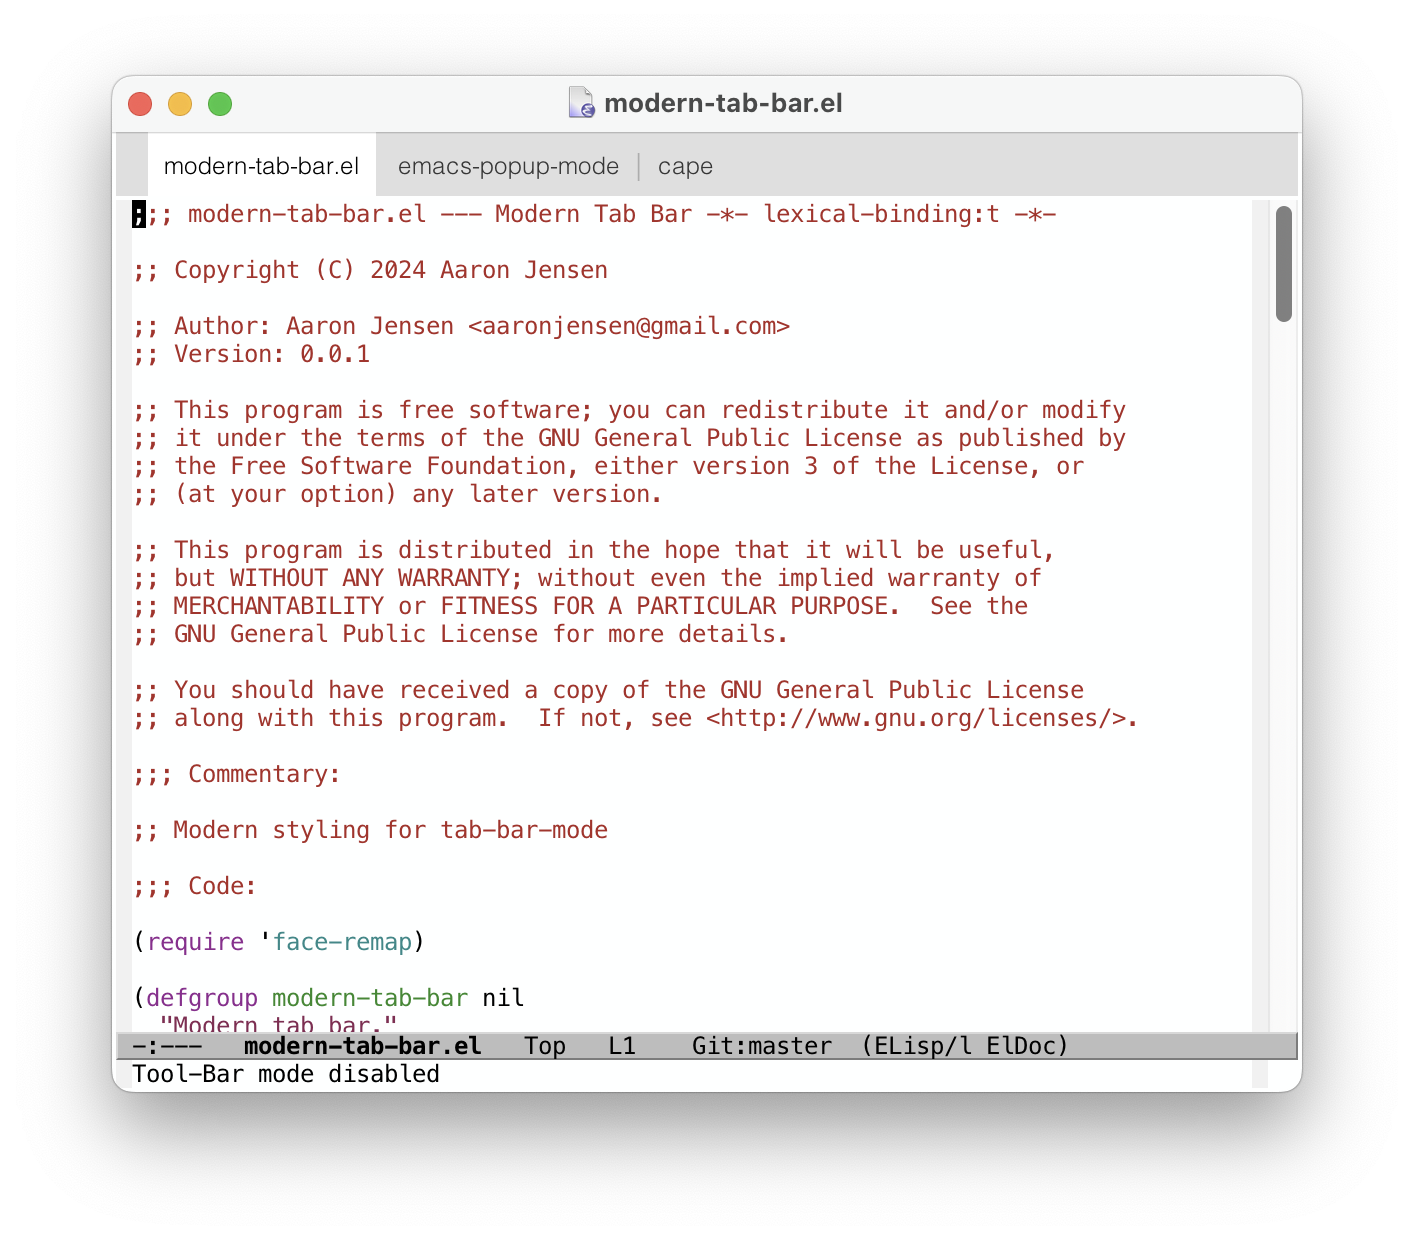 modern-tab-bar.el
modern-tab-bar.el emacs-popup-mode cape
;;; modern-tab-bar.el --- Modern Tab Bar -*- lexical-binding:t -*-
;; Copyright (C) 2024 Aaron Jensen
;; Author: Aaron Jensen <aaronjensen@gmail.com>
;; Version: 0.0.1
;; This program is free software; you can redistribute it and/or modify
;; it under the terms of the GNU General Public License as published by
;; the Free Software Foundation, either version 3 of the License, or
;; (at your option) any later version.
;; This program is distributed in the hope that it will be useful,
;; but WITHOUT ANY WARRANTY; without even the implied warranty of
;; MERCHANTABILITY or FITNESS FOR A PARTICULAR PURPOSE.  See the
;; GNU General Public License for more details.
;; You should have received a copy of the GNU General Public License
;; along with this program.  If not, see <http://www.gnu.org/licenses/>.
;;; Commentary:
;; Modern styling for tab-bar-mode
;;; Code:
(require 'face-remap)
(defgroup modern-tab-bar nil
  "Modern tab bar."
-:---   modern-tab-bar.el   Top   L1    Git:master  (ELisp/l ElDoc)
Tool-Bar mode disabled